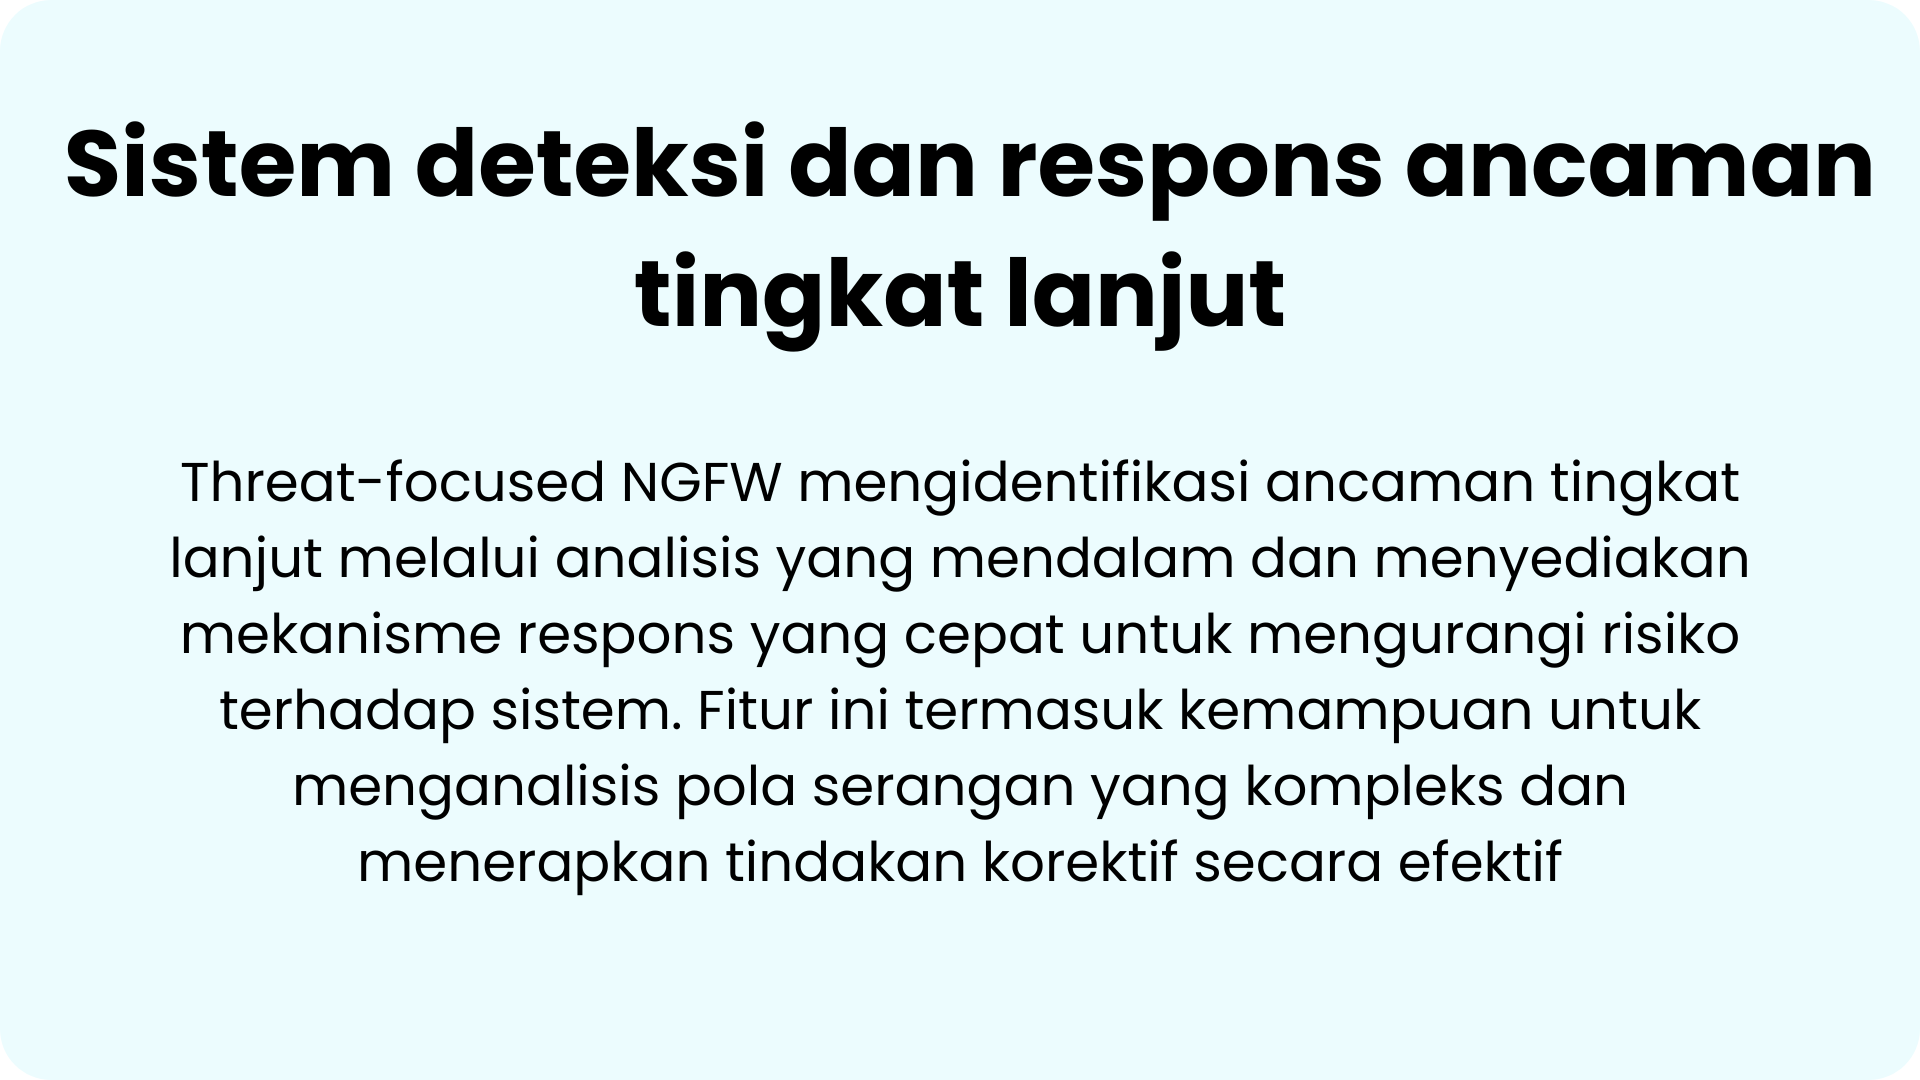 Sistem deteksi dan respons ancaman
tingkat lanjut
Threat-focused NGFW mengidentifikasi ancaman tingkat
lanjut melalui analisis yang mendalam dan menyediakan
mekanisme respons yang cepat untuk mengurangi risiko
terhadap sistem. Fitur ini termasuk kemampuan untuk
menganalisis pola serangan yang kompleks dan
menerapkan tindakan korektif secara efektif